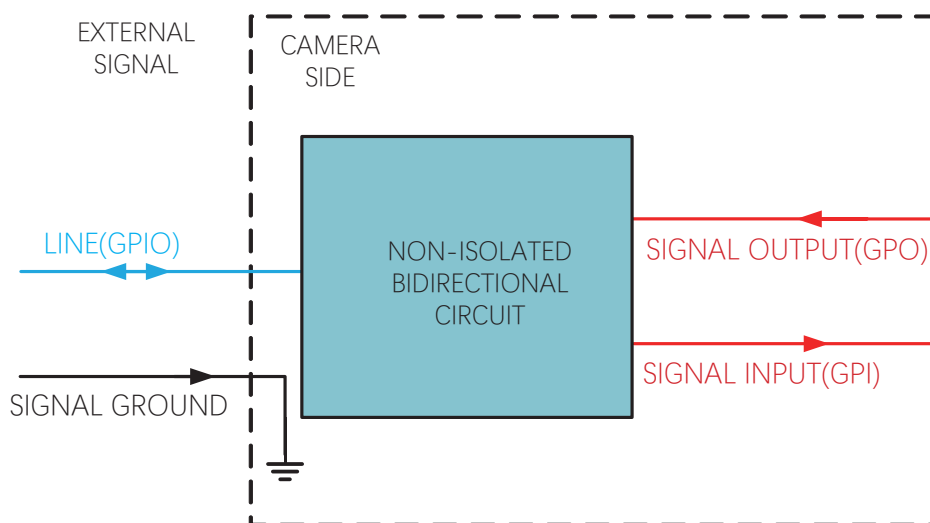 EXTERNAL
SIGNAL
CAMERA
SIDE
LINE(GPIO)
NON-ISOLATED
BIDIRECTIONAL
CIRCUIT
SIGNAL OUTPUT(GPO)
SIGNAL INPUT(GPI)
SIGNAL GROUND